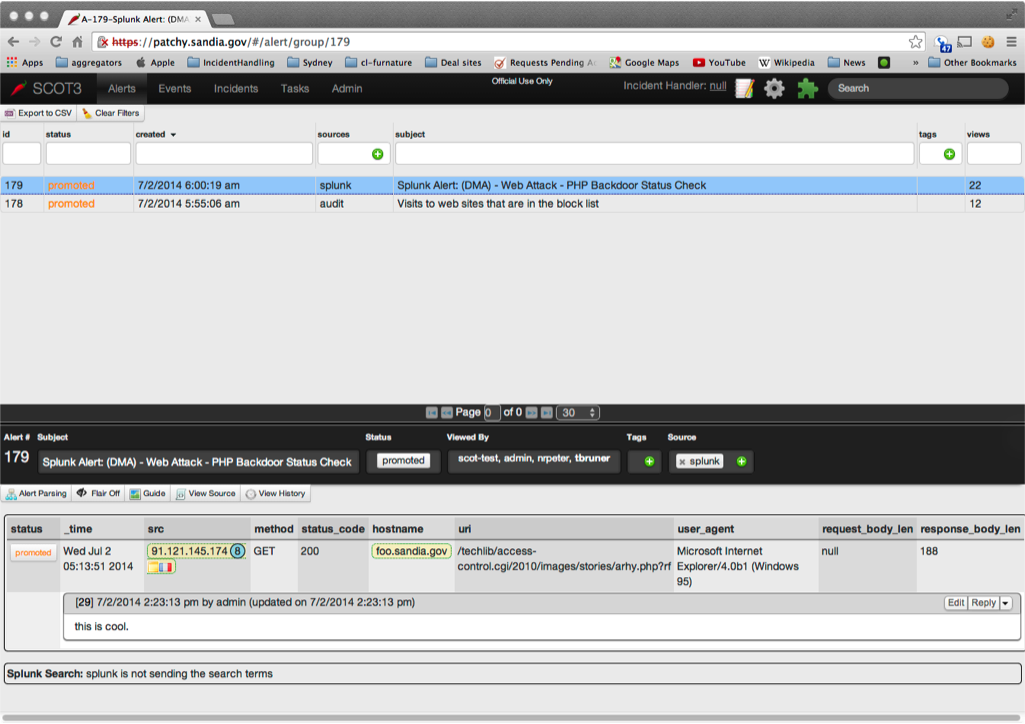 A-179-Splunk Alert: (DMA
https://patchy.sandia.gov/#/alert/group/179
47
Apps aggregators Apple IncidentHandling Sydney cl-furnature Deal sites Requests Pending Google Maps YouTube Wikipedia News » Other Bookmarks
SCOT3 Alerts Events Incidents Tasks Admin Official Use Only Incident Handler: null Search
Export to CSV Clear Filters
id status created sources subject tags views
179 promoted 7/2/2014 6:00:19 am splunk Splunk Alert: (DMA) - Web Attack - PHP Backdoor Status Check 22
178 promoted 7/2/2014 5:55:06 am audit Visits to web sites that are in the block list 12
Page 0 of 0 30
Alert # Subject Status Viewed By Tags Source
179 Splunk Alert: (DMA) - Web Attack - PHP Backdoor Status Check promoted scot-test, admin, nrpeter, tbruner × splunk
Alert Parsing Flair Off Guide View Source View History
status _time src method status_code hostname uri user_agent request_body_len response_body_len
promoted Wed Jul 2 91.121.145.174 8 GET 200 foo.sandia.gov /techlib/access- Microsoft Internet null 188
05:13:51 2014 control.cgi/2010/images/stories/arhy.php?rf Explorer/4.0b1 (Windows
95)
[29] 7/2/2014 2:23:13 pm by admin (updated on 7/2/2014 2:23:13 pm) Edit Reply
this is cool.
Splunk Search: splunk is not sending the search terms